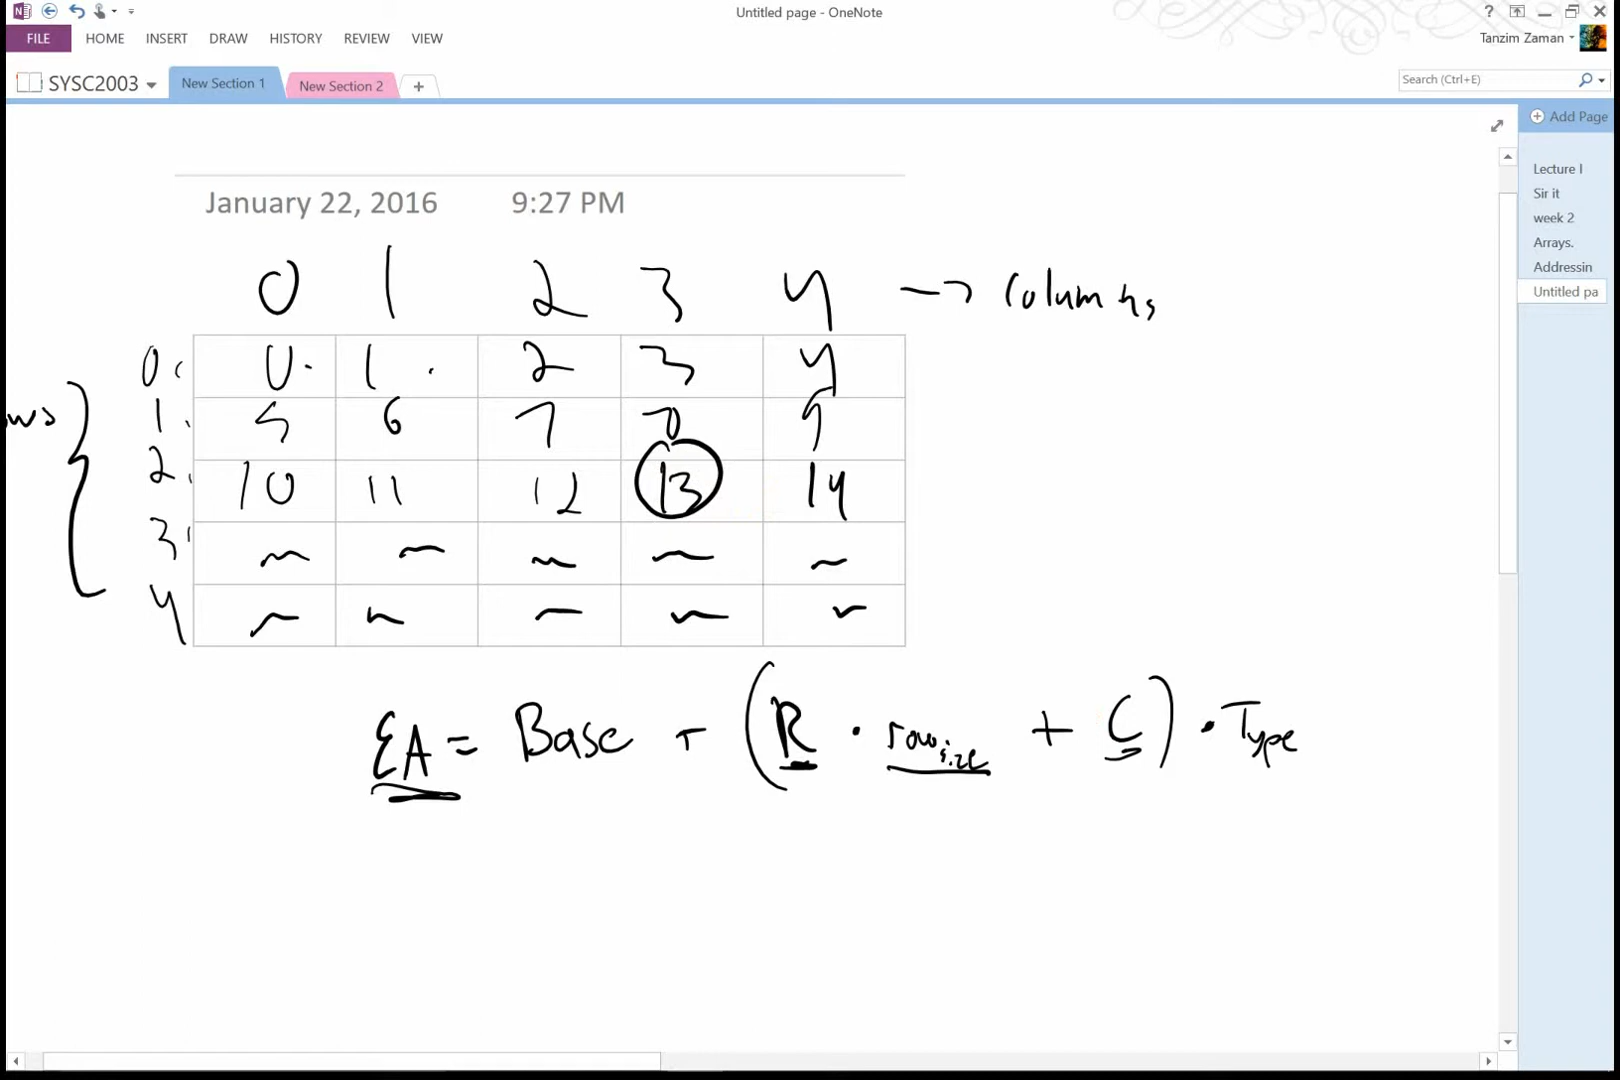 Untitled page - OneNote
?
FILE HOME INSERT DRAW HISTORY REVIEW VIEW
Tanzim Zaman
SYSC2003
New Section 1
New Section 2
+
Search (Ctrl+E)
Add Page
Lecture I
Sir it
week 2
Arrays.
Addressin
Untitled pa
January 22, 2016 9:27 PM
0 1 2 3 4 → Columns
0. 0. 1. 2 3 4
ows
1. 5 6 7 8 9
2. 10 11 12 13 14
3.
4
EA = Base + (R · row size + C) · Type